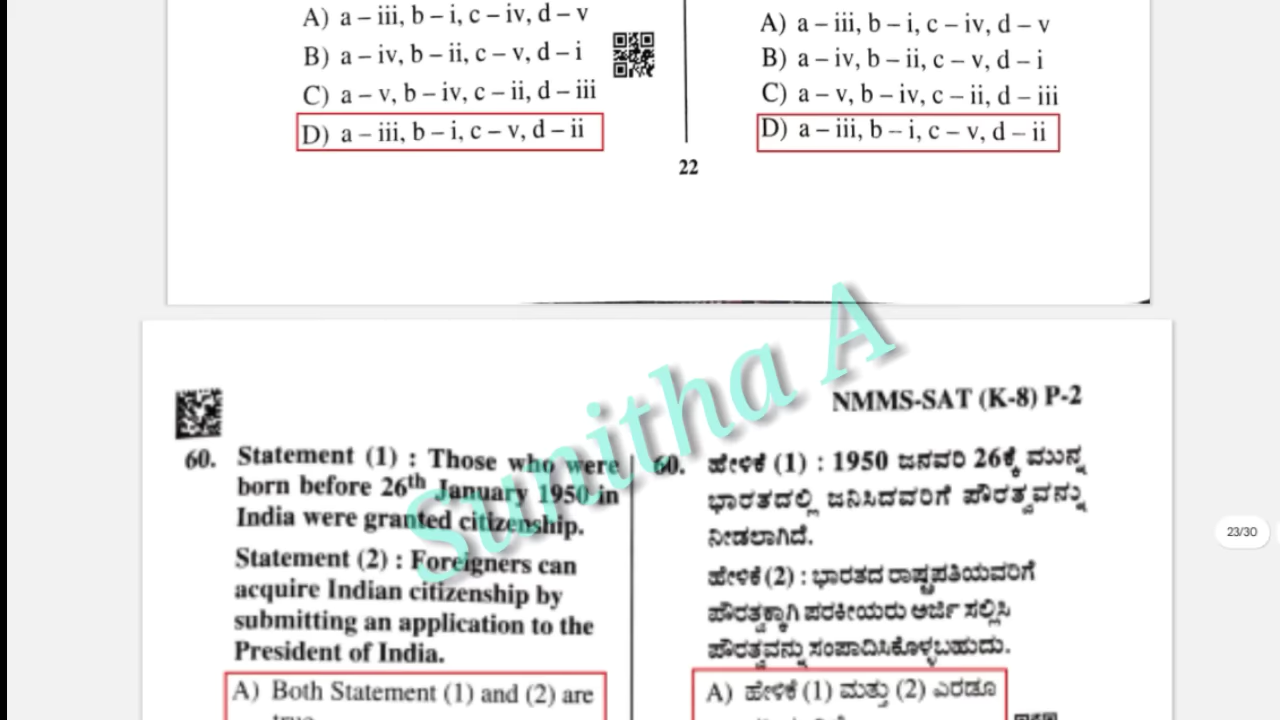 A) a – iii, b – i, c – iv, d – v
B) a – iv, b – ii, c – v, d – i
C) a – v, b – iv, c – ii, d – iii
D) a – iii, b – i, c – v, d – ii
A) a – iii, b – i, c – iv, d – v
B) a – iv, b – ii, c – v, d – i
C) a – v, b – iv, c – ii, d – iii
D) a – iii, b – i, c – v, d – ii
22
Sunitha A
NMMS-SAT (K-8) P-2
60. Statement (1) : Those who were
born before 26th January 1950 in
India were granted citizenship.
Statement (2) : Foreigners can
acquire Indian citizenship by
submitting an application to the
President of India.
A) Both Statement (1) and (2) are
60. ಹೇಳಿಕೆ (1) : 1950 ಜನವರಿ 26ಕ್ಕೆ ಮುನ್ನ
ಭಾರತದಲ್ಲಿ ಜನಿಸಿದವರಿಗೆ ಪೌರತ್ವವನ್ನು
ನೀಡಲಾಗಿದೆ.
ಹೇಳಿಕೆ (2) : ಭಾರತದ ರಾಷ್ಟ್ರಪತಿಯವರಿಗೆ
ಪೌರತ್ವಕ್ಕಾಗಿ ಪರಕೀಯರು ಅರ್ಜಿ ಸಲ್ಲಿಸಿ
ಪೌರತ್ವವನ್ನು ಸಂಪಾದಿಸಿಕೊಳ್ಳಬಹುದು.
A) ಹೇಳಿಕೆ (1) ಮತ್ತು (2) ಎರಡೂ
23/30